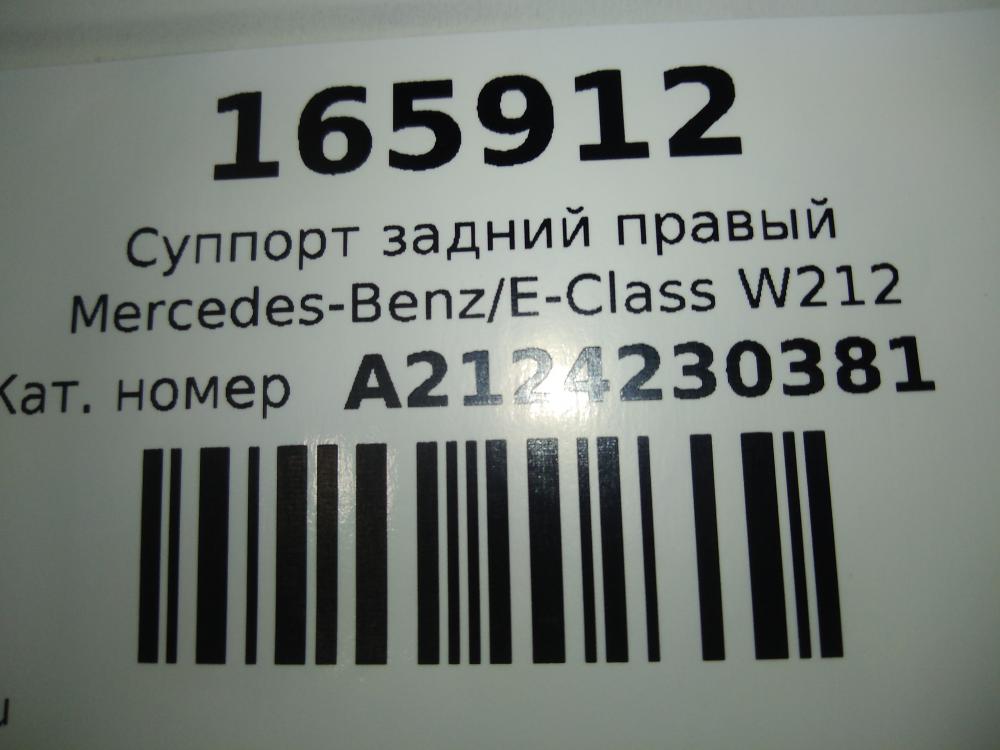 165912
Суппорт задний правый
Mercedes-Benz/E-Class W212
Кат. номер A2124230381